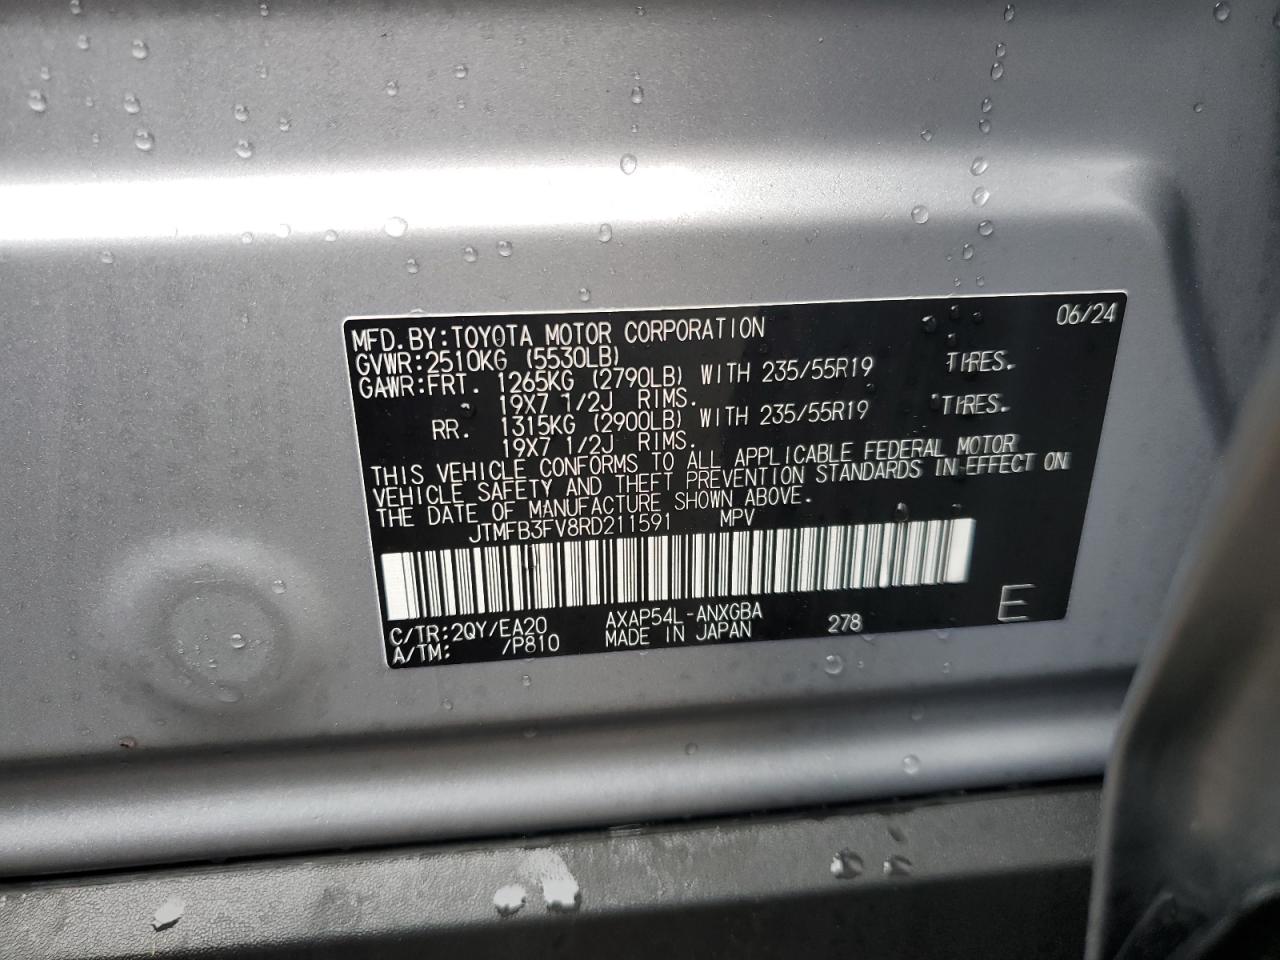 MFD.BY:TOYOTA MOTOR CORPORATION 06/24
GVWR:2510KG (5530LB)
GAWR:FRT. 1265KG (2790LB) WITH 235/55R19 TIRES.
19X7 1/2J RIMS.
RR. 1315KG (2900LB) WITH 235/55R19 TIRES.
19X7 1/2J RIMS.
THIS VEHICLE CONFORMS TO ALL APPLICABLE FEDERAL MOTOR
VEHICLE SAFETY AND THEFT PREVENTION STANDARDS IN EFFECT ON
THE DATE OF MANUFACTURE SHOWN ABOVE.
JTMFB3FV8RD211591 MPV
C/TR:2QY/EA20 AXAP54L-ANXGBA 278 E
A/TM: /P810 MADE IN JAPAN